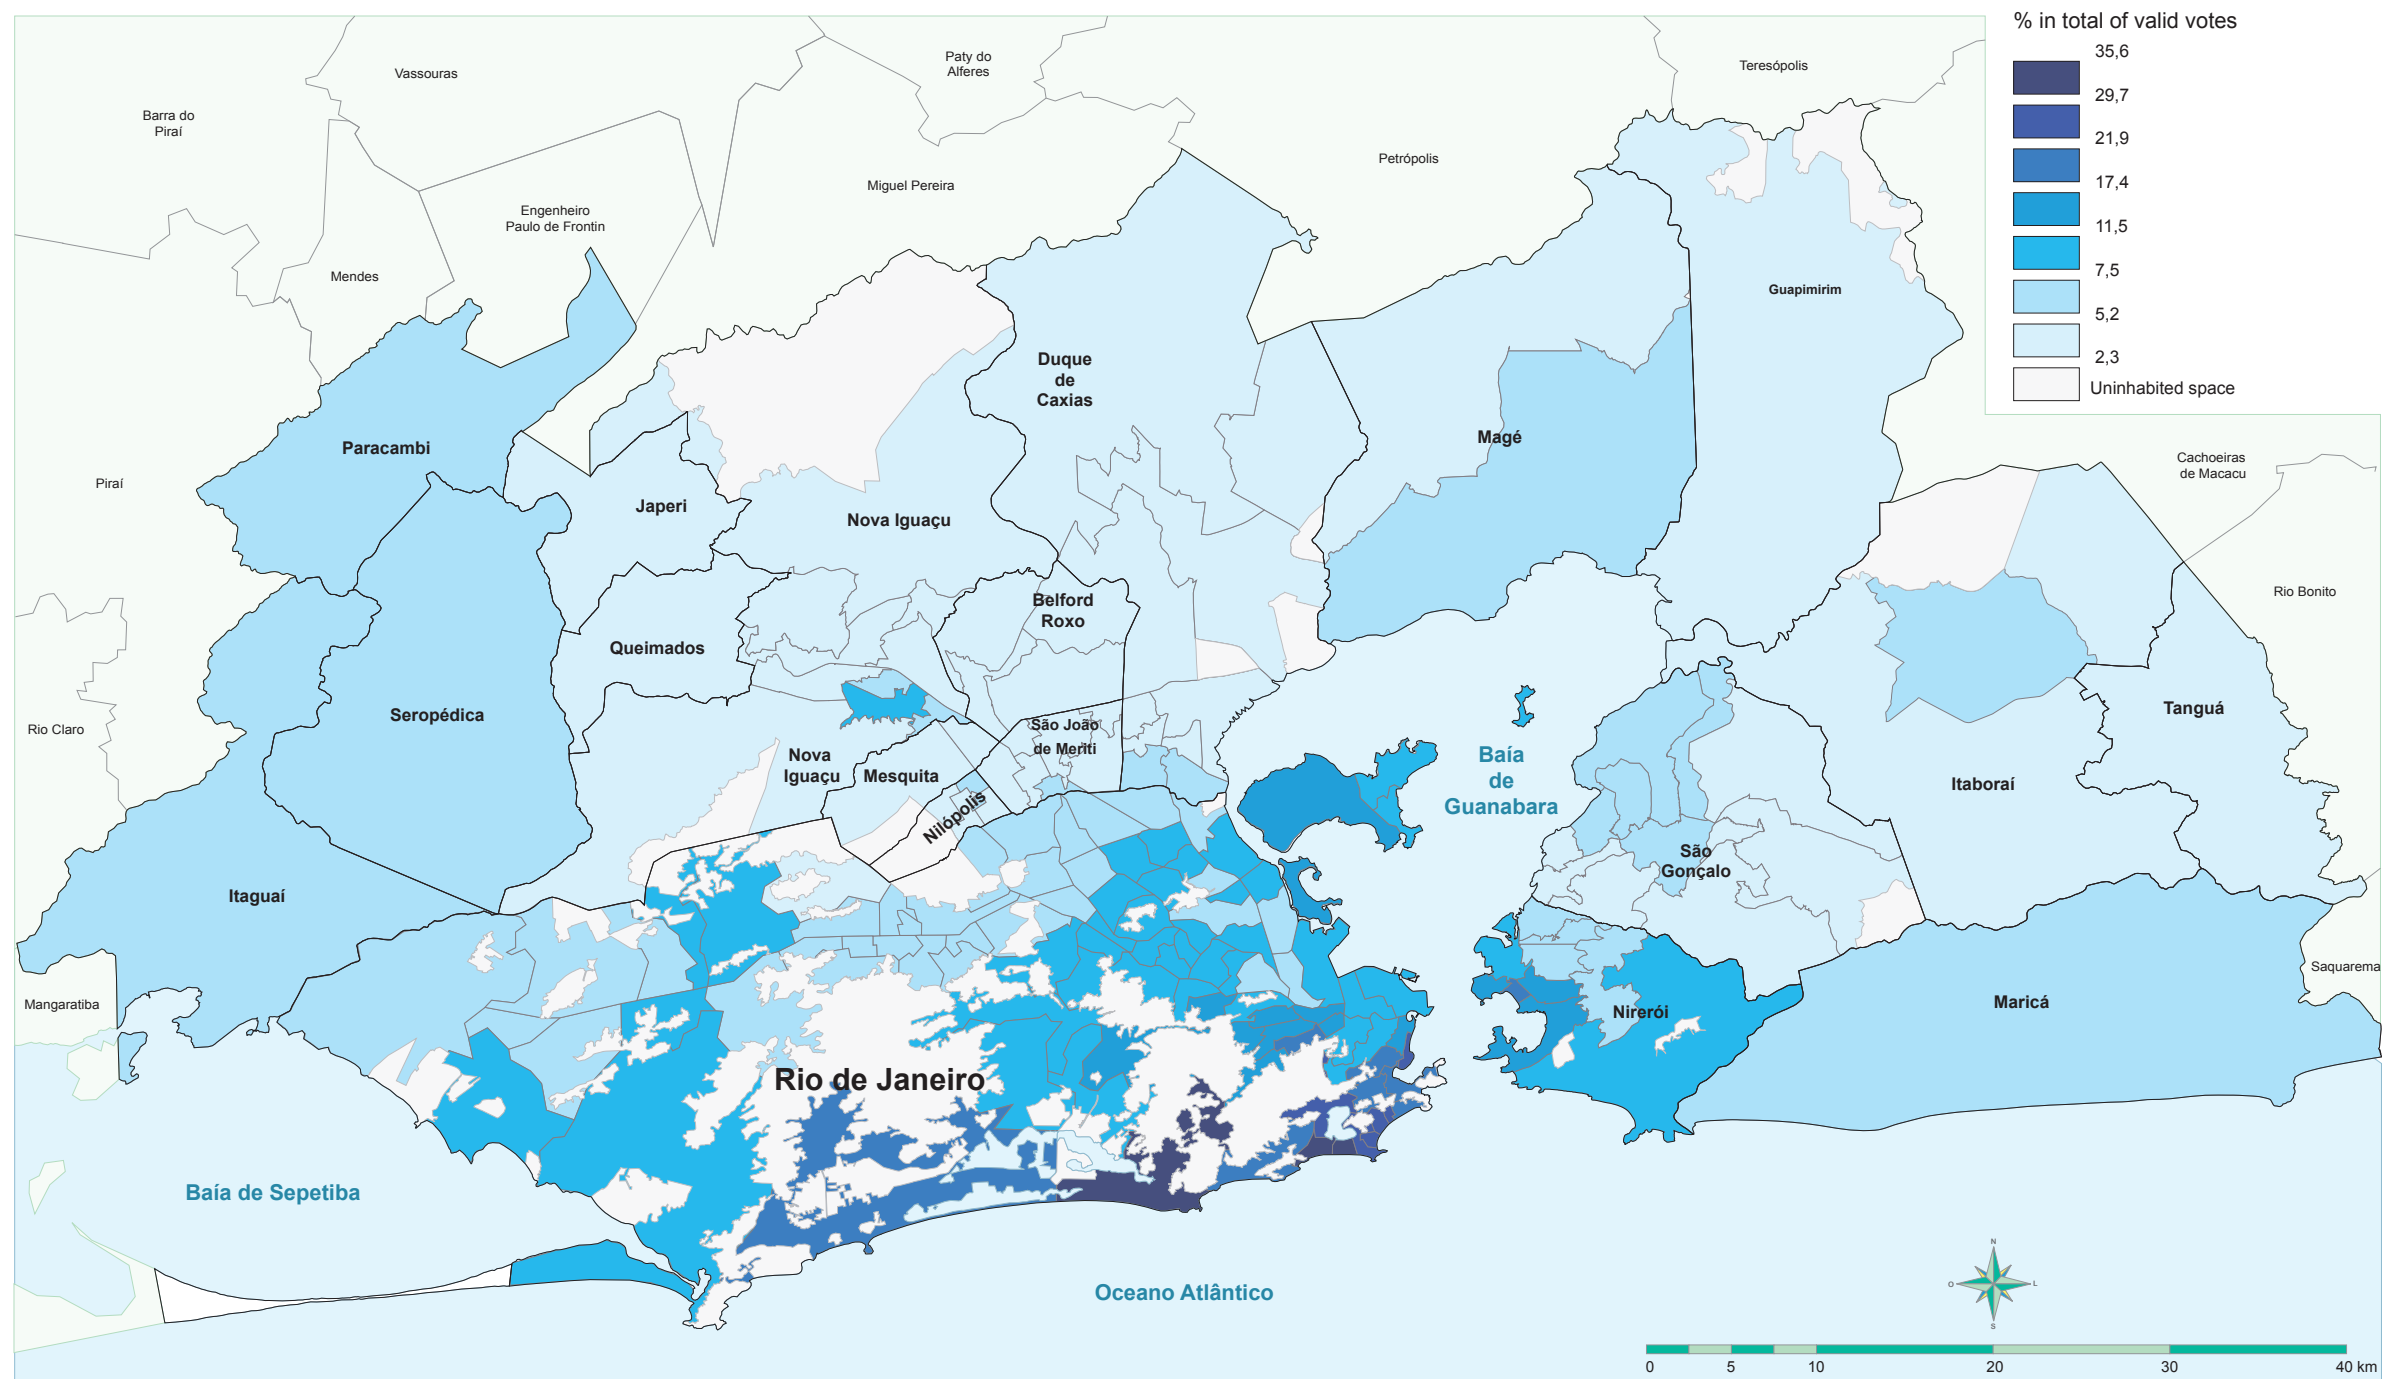 % in total of valid votes
35,6
29,7
21,9
17,4
11,5
7,5
5,2
2,3
Uninhabited space
Vassouras
Paty do
Alferes
Teresópolis
Barra do
Piraí
Petrópolis
Miguel Pereira
Engenheiro
Paulo de Frontin
Mendes
Guapimirim
Duque
de
Caxias
Paracambi
Magé
Cachoeiras
de Macacu
Piraí
Japeri
Nova Iguaçu
Rio Bonito
Belford
Roxo
Queimados
Seropédica
Tanguá
Rio Claro
São João
de Meriti
Nova
Iguaçu
Mesquita
Baía
de
Guanabara
Itaboraí
Nilópolis
São
Gonçalo
Itaguaí
Saquarema
Mangaratiba
Maricá
Nirerói
Rio de Janeiro
Baía de Sepetiba
Oceano Atlântico
N
O
L
S
0
5
10
20
30
40 km